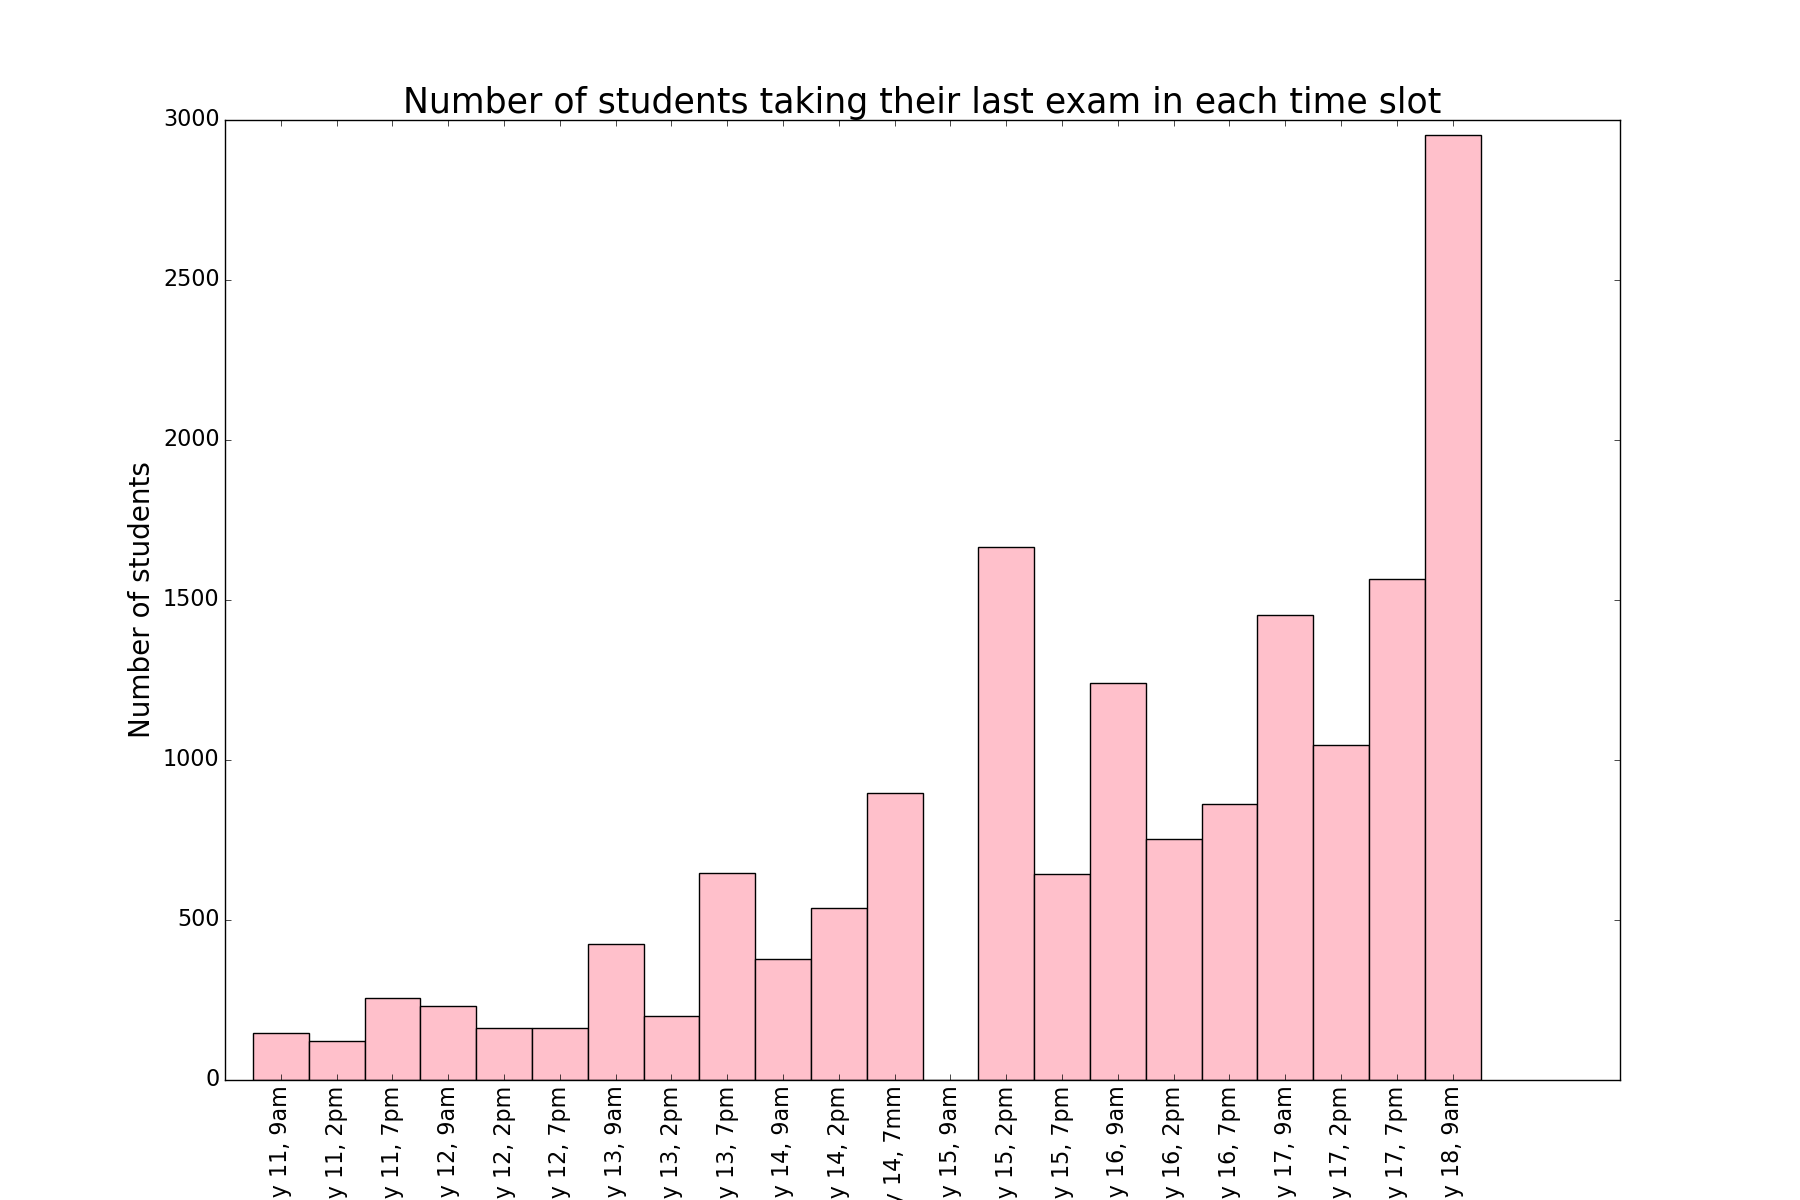 Number of students taking their last exam in each time slot
Number of students
3000
2500
2000
1500
1000
500
0
y 11, 9am
y 11, 2pm
y 11, 7pm
y 12, 9am
y 12, 2pm
y 12, 7pm
y 13, 9am
y 13, 2pm
y 13, 7pm
y 14, 9am
y 14, 2pm
y 14, 7mm
y 15, 9am
y 15, 2pm
y 15, 7pm
y 16, 9am
y 16, 2pm
y 16, 7pm
y 17, 9am
y 17, 2pm
y 17, 7pm
y 18, 9am